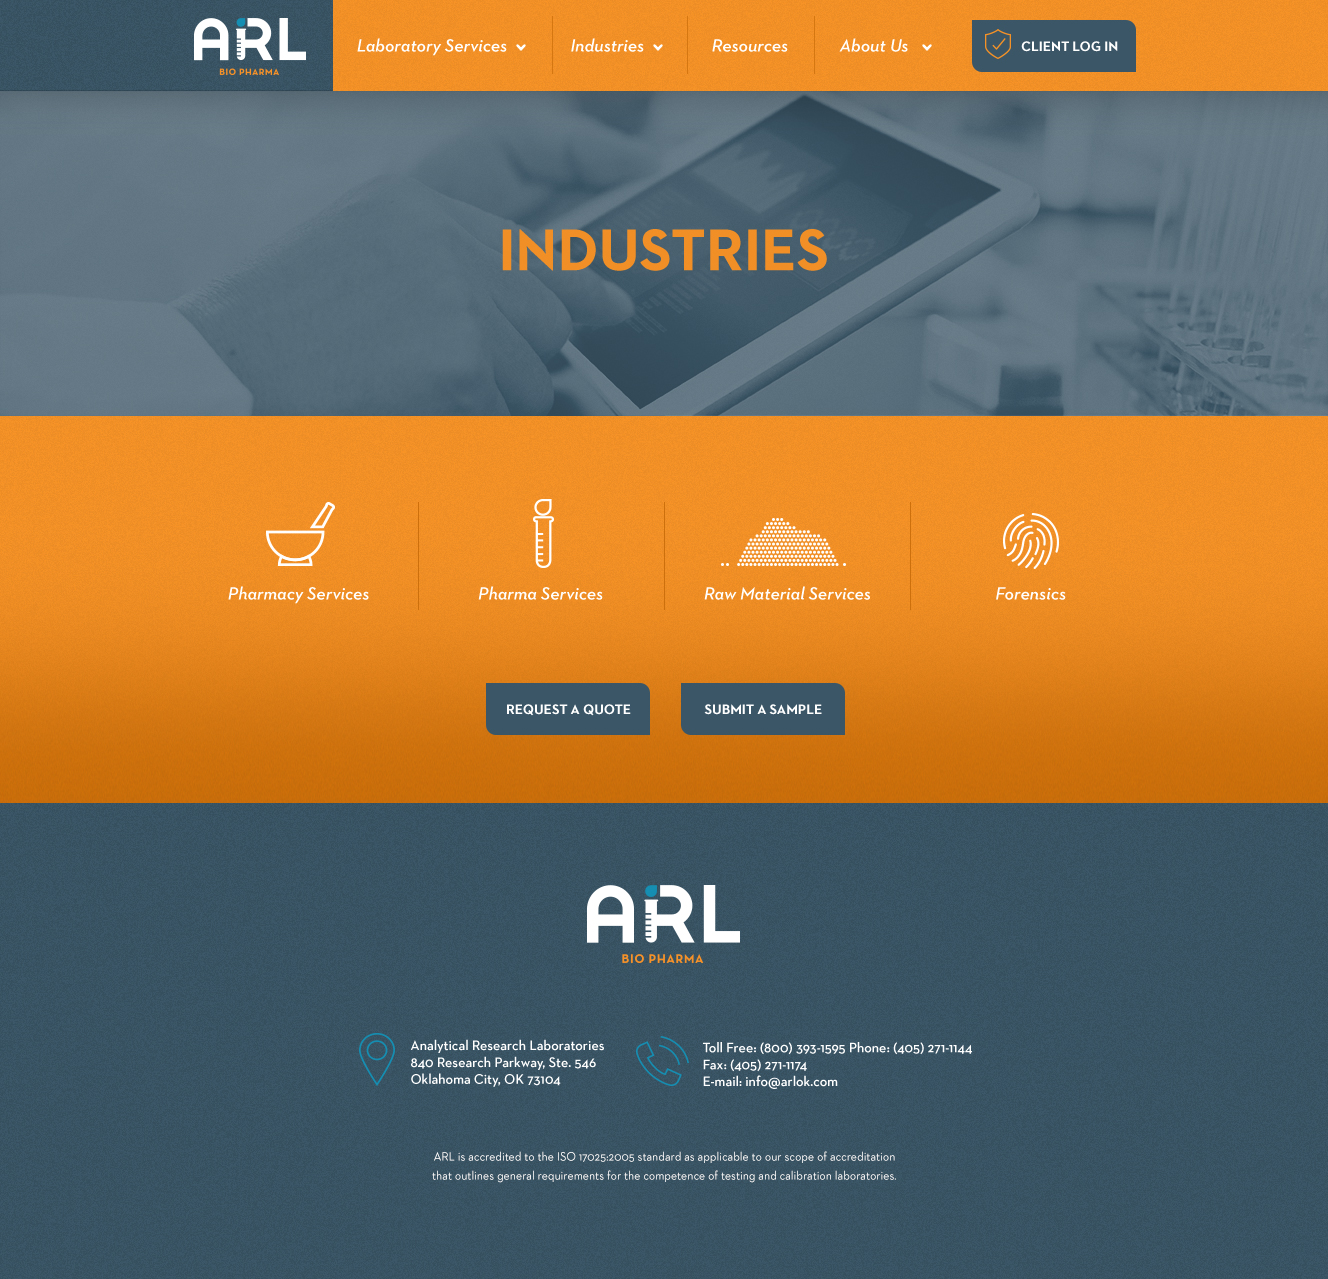 ARL
BIO PHARMA
Laboratory Services
Industries
Resources
About Us
CLIENT LOG IN
INDUSTRIES
Pharmacy Services
Pharma Services
Raw Material Services
Forensics
REQUEST A QUOTE
SUBMIT A SAMPLE
ARL
BIO PHARMA
Analytical Research Laboratories
840 Research Parkway, Ste. 546
Oklahoma City, OK 73104
Toll Free: (800) 393-1595 Phone: (405) 271-1144
Fax: (405) 271-1174
E-mail: info@arlok.com
ARL is accredited to the ISO 17025:2005 standard as applicable to our scope of accreditation
that outlines general requirements for the competence of testing and calibration laboratories.